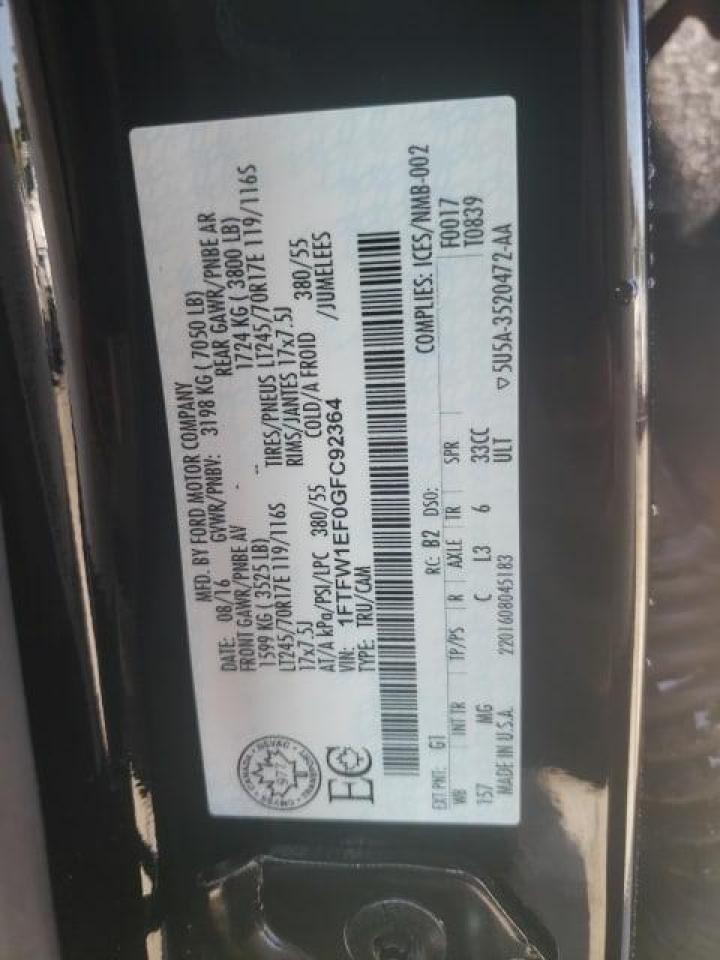 MFD. BY FORD MOTOR COMPANY
DATE: 08/16 GVWR/PNBV: 3198 KG ( 7050 LB)
FRONT GAWR/PNBE AV REAR GAWR/PNBE AR
1599 KG ( 3525 LB) 1724 KG ( 3800 LB)
LT245/70R17E 119/116S TIRES/PNEUS LT245/70R17E 119/116S
17x7.5J RIMS/JANTES 17x7.5J
AT/A kPa/PSI/LPC 380/55 COLD/A FROID 380/55
VIN: 1FTFW1EF0GFC92364 /JUMELEES
TYPE: TRU/CAM
EC
COMPLIES: ICES/NMB-002
EXT PNT: G1 RC: B2 DSO: F0017
WB INT TR TP/PS R AXLE TR SPR T0839
157 MG C L3 6 33CC
ULT
MADE IN U.S.A. 2201608045183 5U5A-3520472-AA